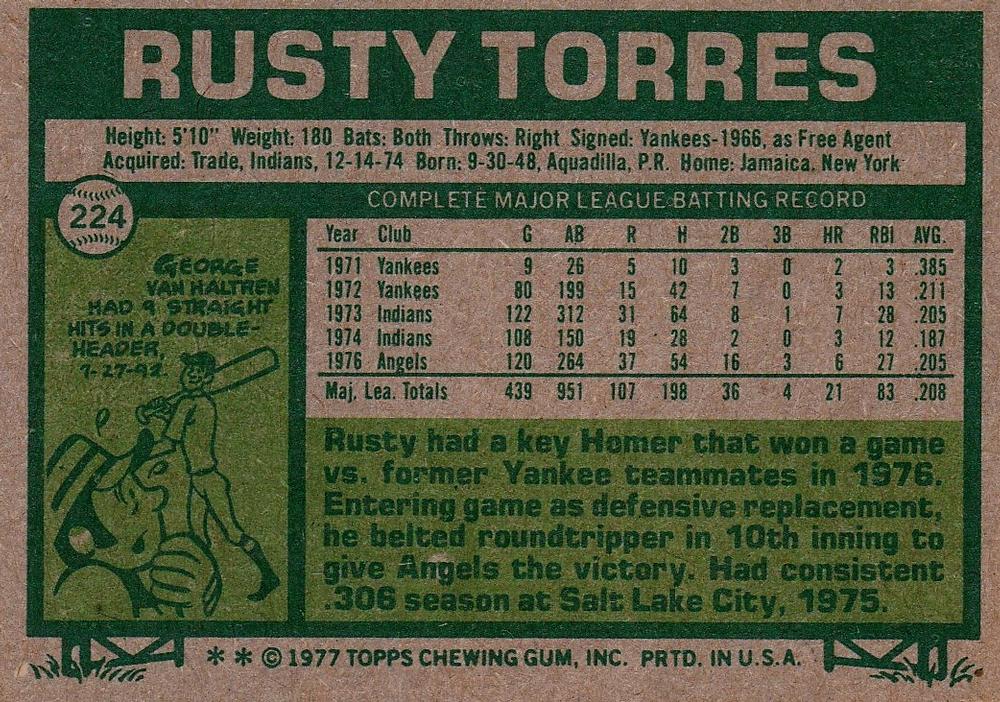 RUSTY TORRES
Height: 5'10" Weight: 180 Bats: Both Throws: Right Signed: Yankees-1966, as Free Agent
Acquired: Trade, Indians, 12-14-74 Born: 9-30-48, Aquadilla, P.R. Home: Jamaica. New York
224
GEORGE
VAN HALTREN
HAD 9 STRAIGHT
HITS IN A DOUBLE-
HEADER,
7-27-92.
COMPLETE MAJOR LEAGUE BATTING RECORD
Year Club G AB R H 2B 3B HR RBI AVG.
1971 Yankees 9 26 5 10 3 0 2 3 .385
1972 Yankees 80 199 15 42 7 0 3 13 .211
1973 Indians 122 312 31 64 8 1 7 28 .205
1974 Indians 108 150 19 28 2 0 3 12 .187
1976 Angels 120 264 37 54 16 3 6 27 .205
Maj. Lea. Totals 439 951 107 198 36 4 21 83 .208
Rusty had a key Homer that won a game
vs. former Yankee teammates in 1976.
Entering game as defensive replacement,
he belted roundtripper in 10th inning to
give Angels the victory. Had consistent
.306 season at Salt Lake City, 1975.
* * © 1977 TOPPS CHEWING GUM, INC. PRTD. IN U.S.A.